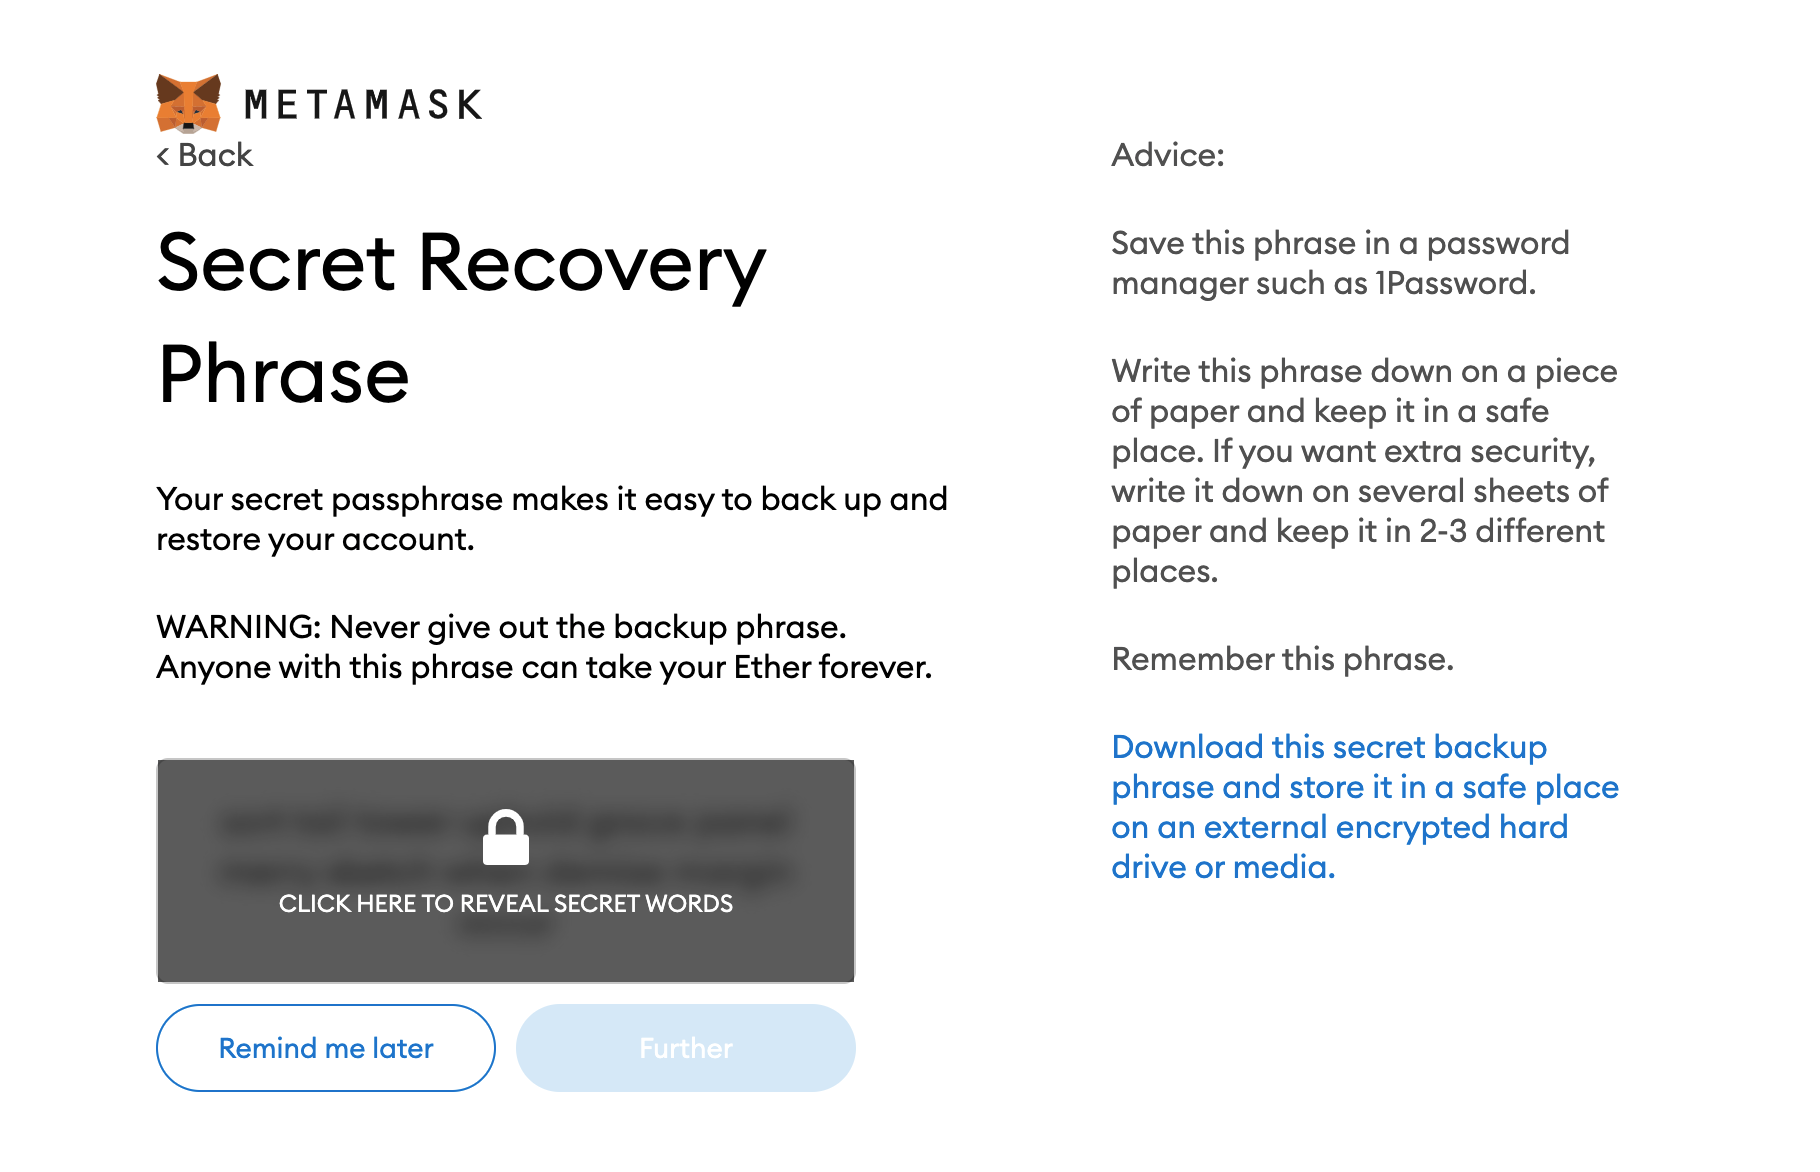 METAMASK
< Back
Secret Recovery
Phrase
Your secret passphrase makes it easy to back up and
restore your account.
WARNING: Never give out the backup phrase.
Anyone with this phrase can take your Ether forever.
CLICK HERE TO REVEAL SECRET WORDS
Remind me later
Further
Advice:
Save this phrase in a password
manager such as 1Password.
Write this phrase down on a piece
of paper and keep it in a safe
place. If you want extra security,
write it down on several sheets of
paper and keep it in 2-3 different
places.
Remember this phrase.
Download this secret backup
phrase and store it in a safe place
on an external encrypted hard
drive or media.